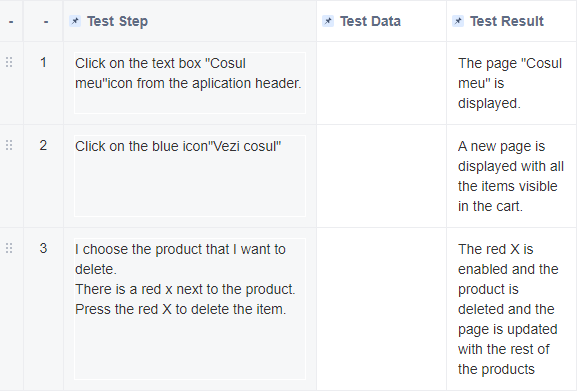 - - Test Step Test Data Test Result
1 Click on the text box "Cosul
meu"icon from the aplication header.
The page "Cosul
meu" is
displayed.
2 Click on the blue icon"Vezi cosul"
A new page is
displayed with all
the items visible
in the cart.
3 I choose the product that I want to
delete.
There is a red x next to the product.
Press the red X to delete the item.
The red X is
enabled and the
product is
deleted and the
page is updated
with the rest of
the products